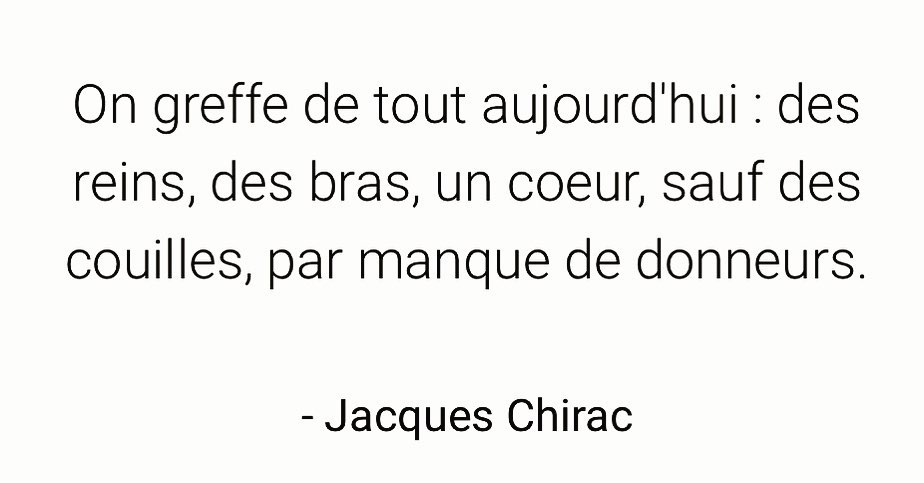 On greffe de tout aujourd'hui : des
reins, des bras, un coeur, sauf des
couilles, par manque de donneurs.
- Jacques Chirac